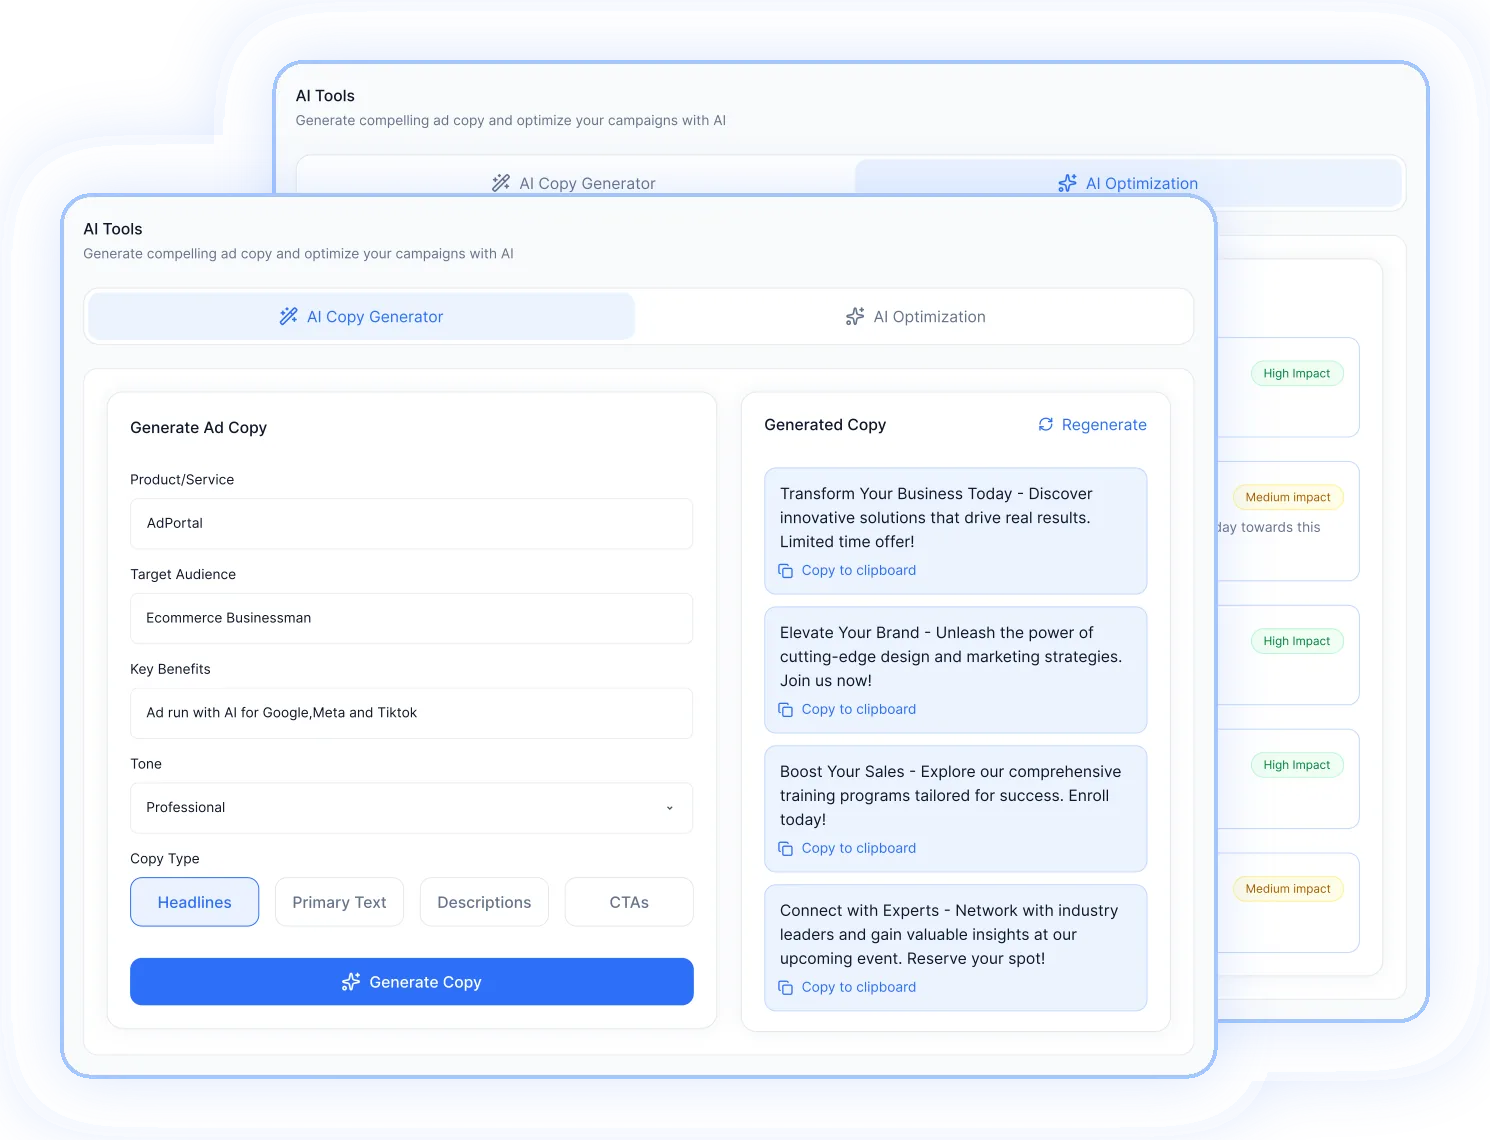 AI Tools
Generate compelling ad copy and optimize your campaigns with AI
AI Copy Generator
AI Optimization
High Impact
Medium impact
day towards this
High Impact
High Impact
Medium impact
AI Tools
Generate compelling ad copy and optimize your campaigns with AI
AI Copy Generator
AI Optimization
Generate Ad Copy
Product/Service
AdPortal
Target Audience
Ecommerce Businessman
Key Benefits
Ad run with AI for Google,Meta and Tiktok
Tone
Professional
Copy Type
Headlines
Primary Text
Descriptions
CTAs
Generate Copy
Generated Copy
Regenerate
Transform Your Business Today - Discover
innovative solutions that drive real results.
Limited time offer!
Copy to clipboard
Elevate Your Brand - Unleash the power of
cutting-edge design and marketing strategies.
Join us now!
Copy to clipboard
Boost Your Sales - Explore our comprehensive
training programs tailored for success. Enroll
today!
Copy to clipboard
Connect with Experts - Network with industry
leaders and gain valuable insights at our
upcoming event. Reserve your spot!
Copy to clipboard